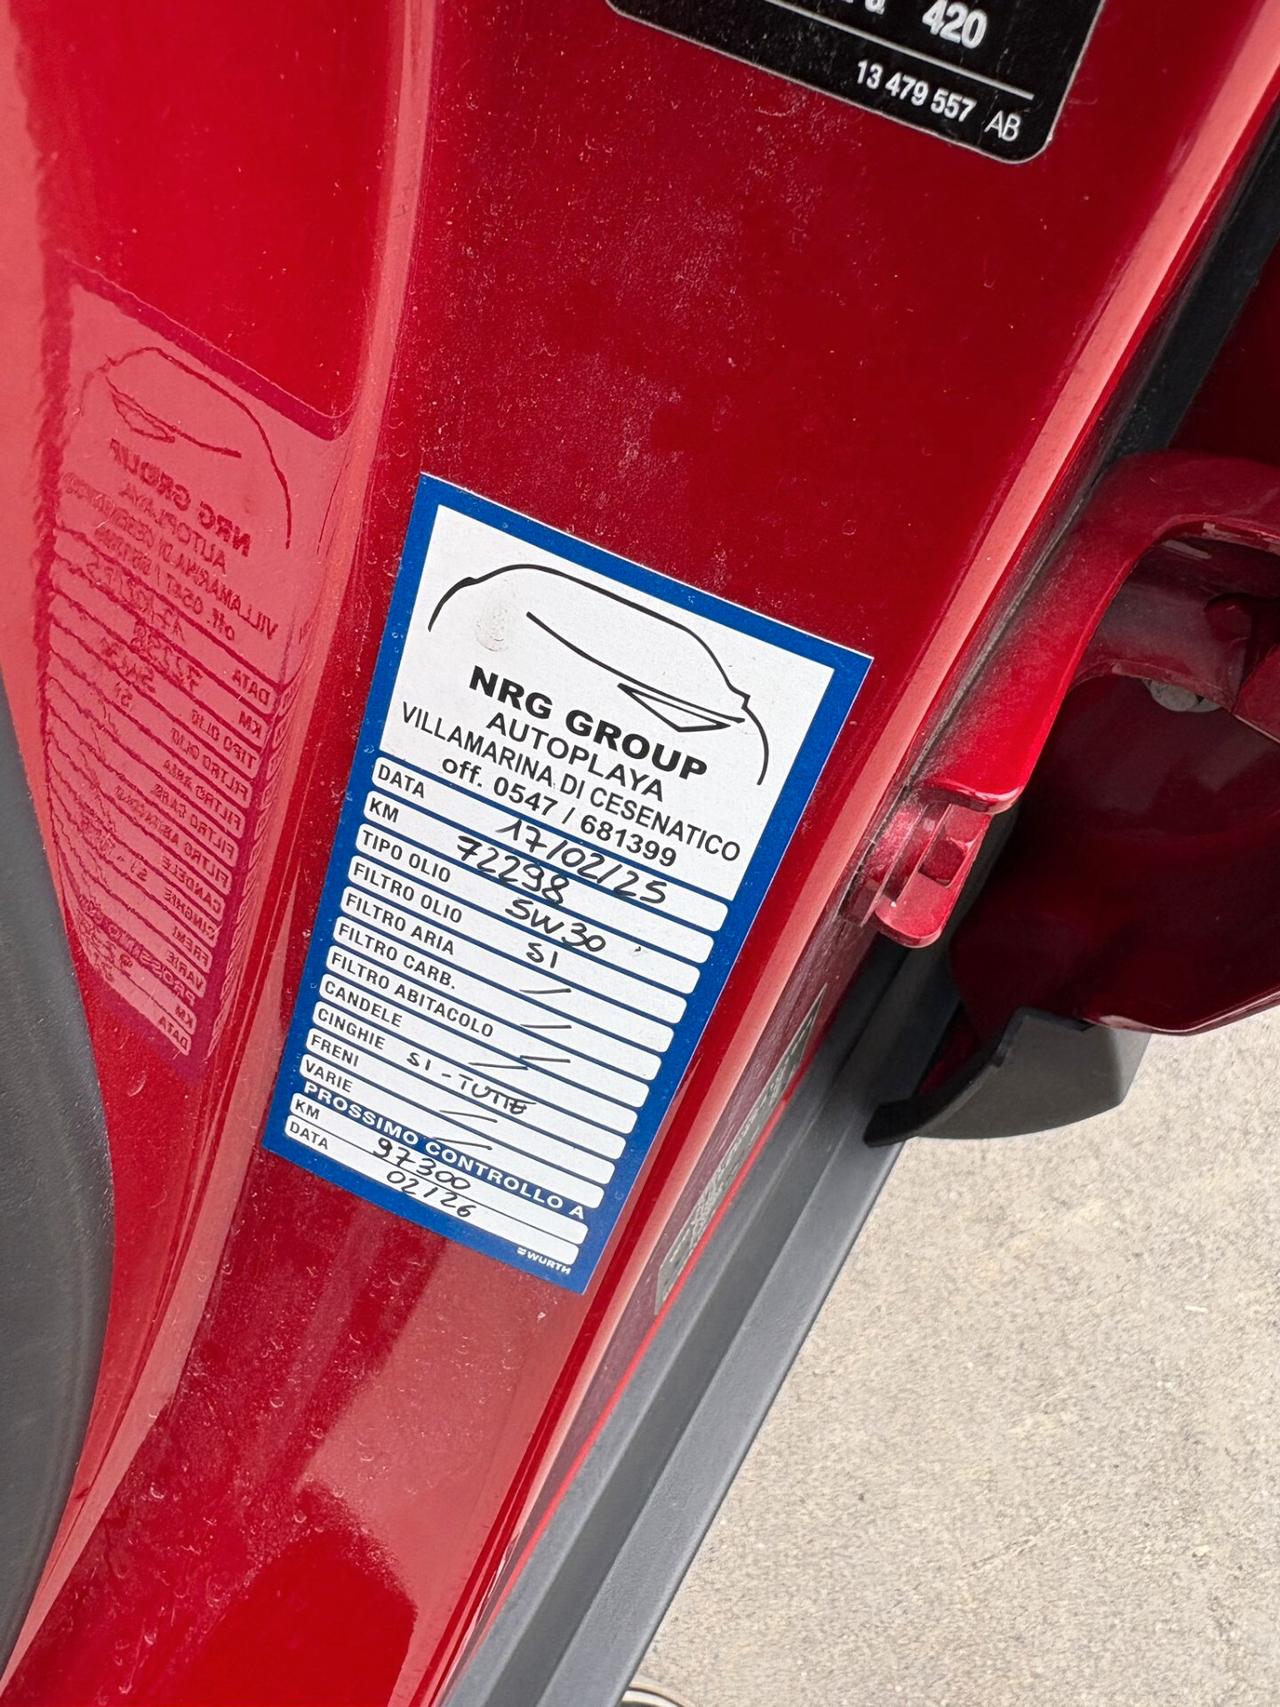 420
13 479 557 AB
NRG GROUP
AUTOPLAYA
VILLAMARINA DI CESENATICO
off. 0547 / 681399
DATA 17/02/25
KM 72298
TIPO OLIO 5W30
FILTRO OLIO SI
FILTRO ARIA /
FILTRO CARB. /
FILTRO ABITACOLO /
CANDELE /
CINGHIE SI - TUTTE
FRENI /
VARIE /
PROSSIMO CONTROLLO A
KM 97300
DATA 02/26
WÜRTH